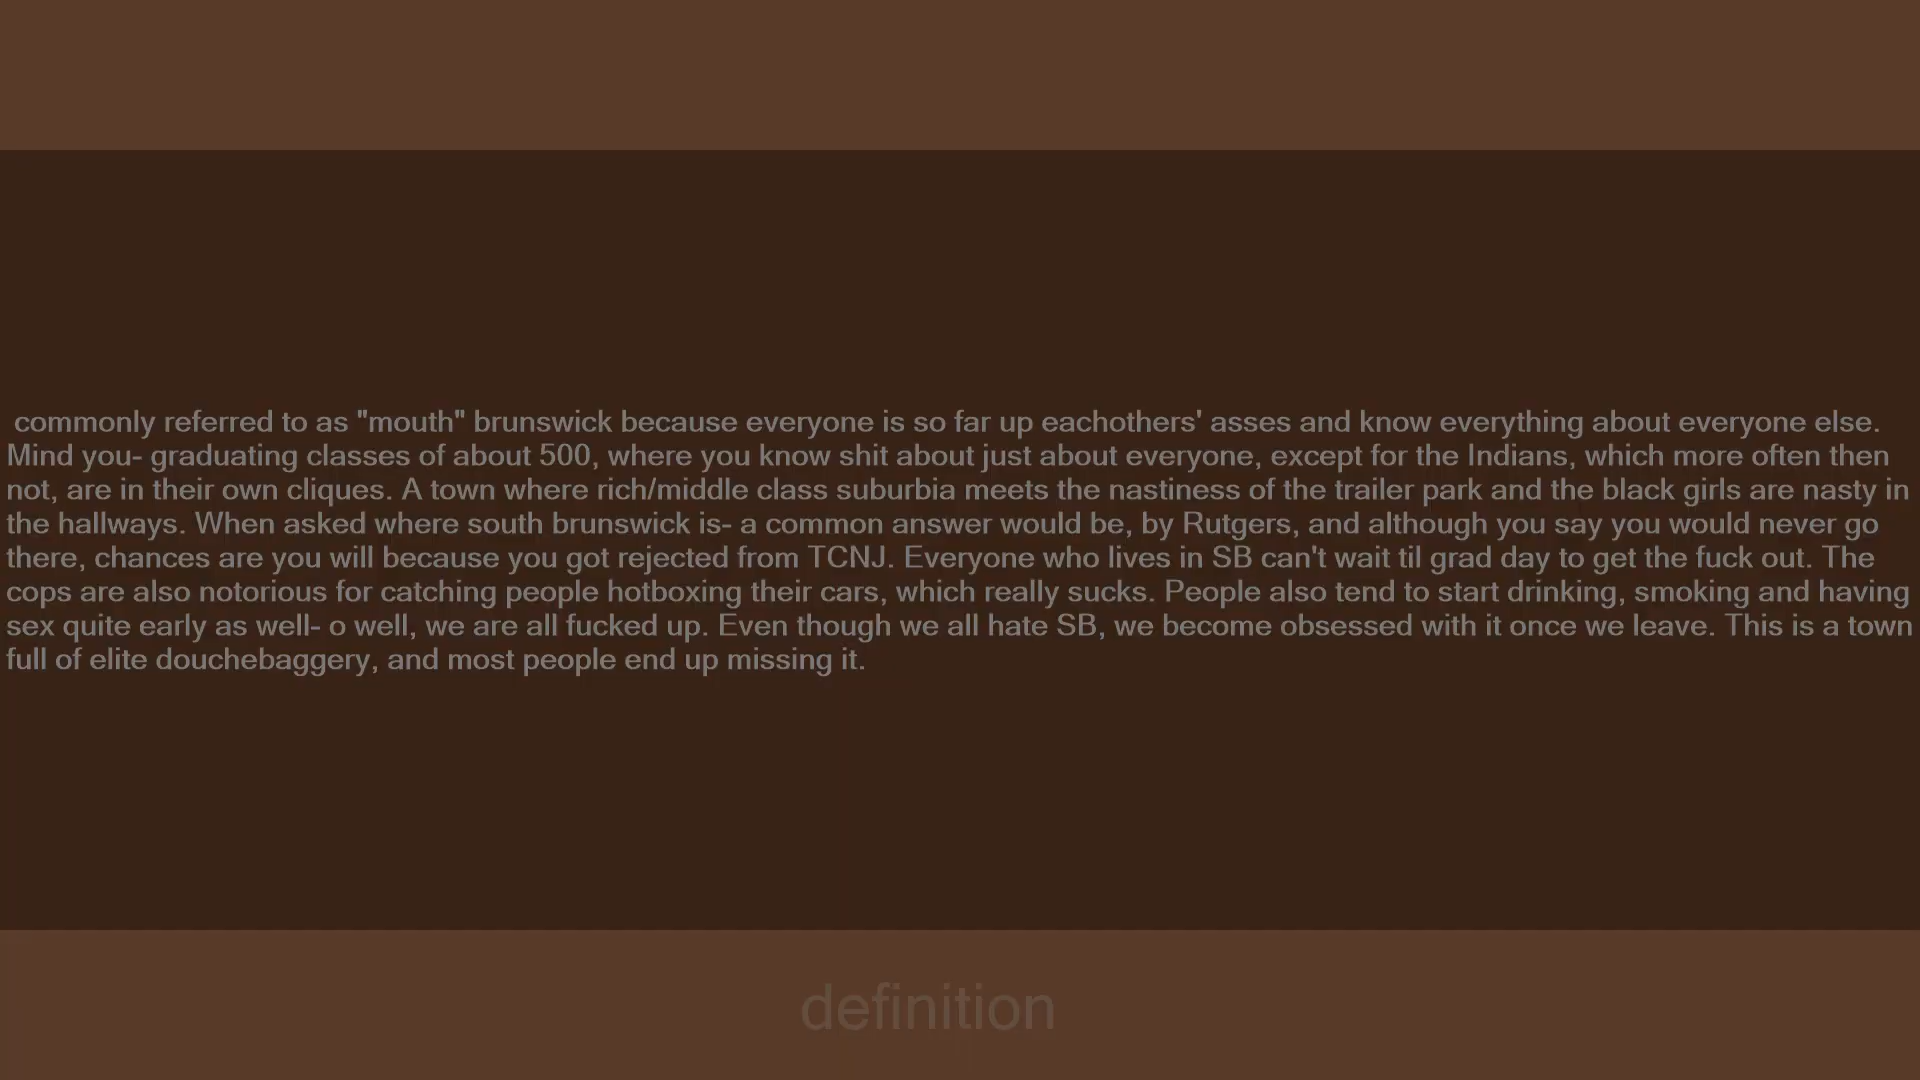 commonly referred to as "mouth" brunswick because everyone is so far up eachothers' asses and know everything about everyone else.
Mind you- graduating classes of about 500, where you know shit about just about everyone, except for the Indians, which more often then
not, are in their own cliques. A town where rich/middle class suburbia meets the nastiness of the trailer park and the black girls are nasty in
the hallways. When asked where south brunswick is- a common answer would be, by Rutgers, and although you say you would never go
there, chances are you will because you got rejected from TCNJ. Everyone who lives in SB can't wait til grad day to get the fuck out. The
cops are also notorious for catching people hotboxing their cars, which really sucks. People also tend to start drinking, smoking and having
sex quite early as well- o well, we are all fucked up. Even though we all hate SB, we become obsessed with it once we leave. This is a town
full of elite douchebaggery, and most people end up missing it.
definition